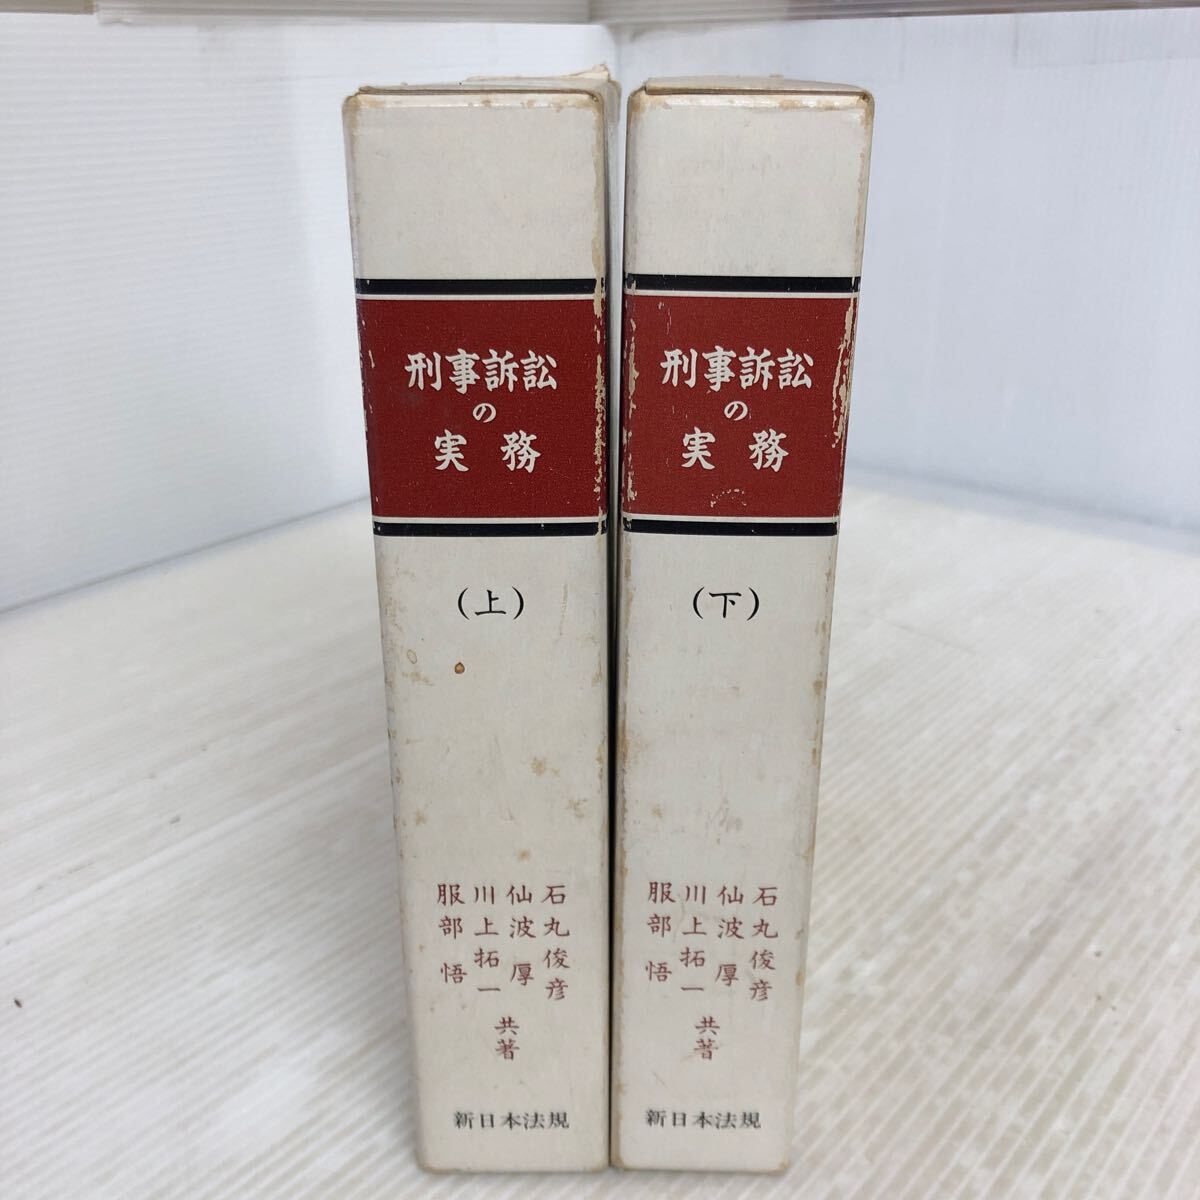 刑事訴訟
の
実務
（上）
石丸俊彦
仙波厚
川上拓一
服部悟
共著
新日本法規
刑事訴訟
の
実務
（下）
石丸俊彦
仙波厚
川上拓一
服部悟
共著
新日本法規